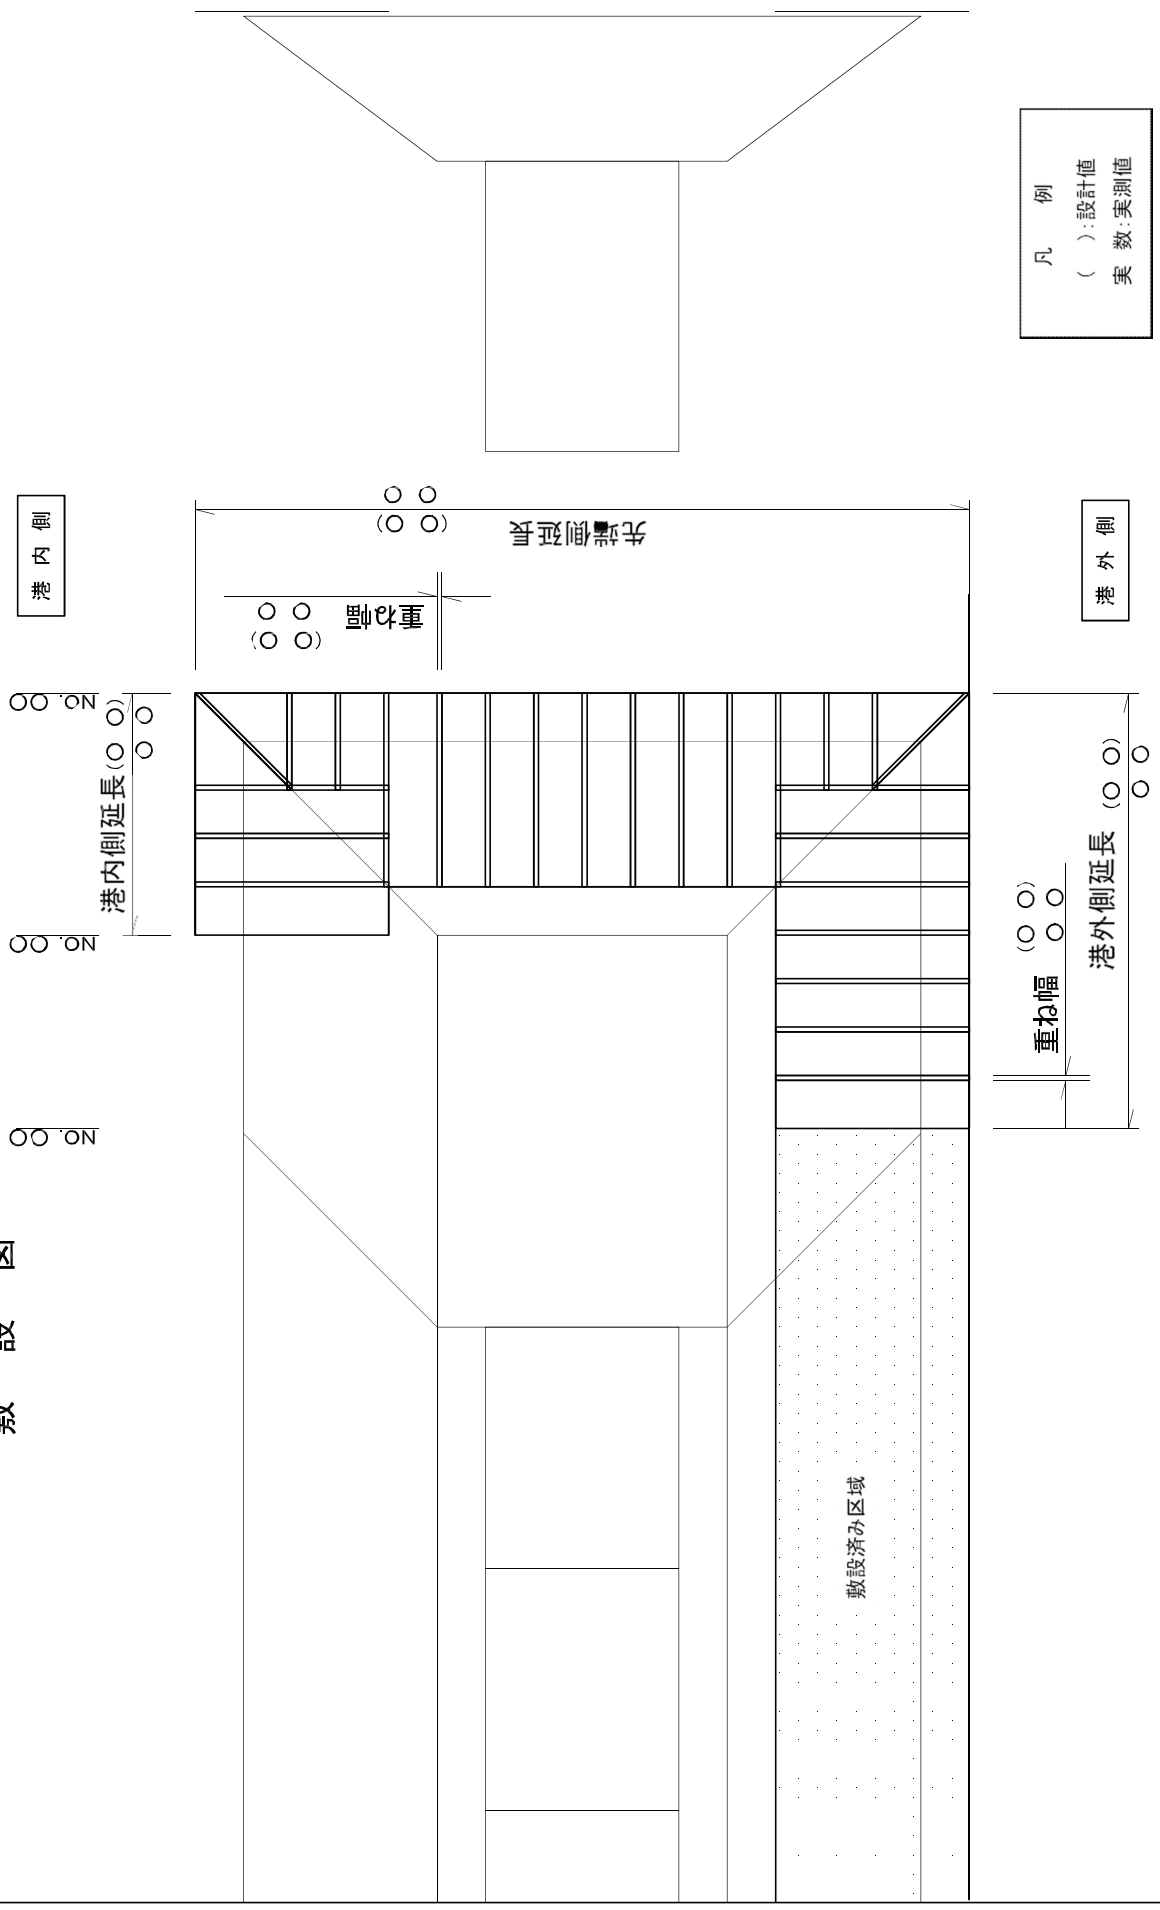 敷設図
港内側
No.○○
No.○○
No.○○
港内側延長
(○○)
○○
重ね幅
○○
(○○)
先端側延長
○○
(○○)
敷設済み区域
重ね幅
(○○)
○○
港外側延長
(○○)
○○
港外側
凡例
( ):設計値
実数:実測値